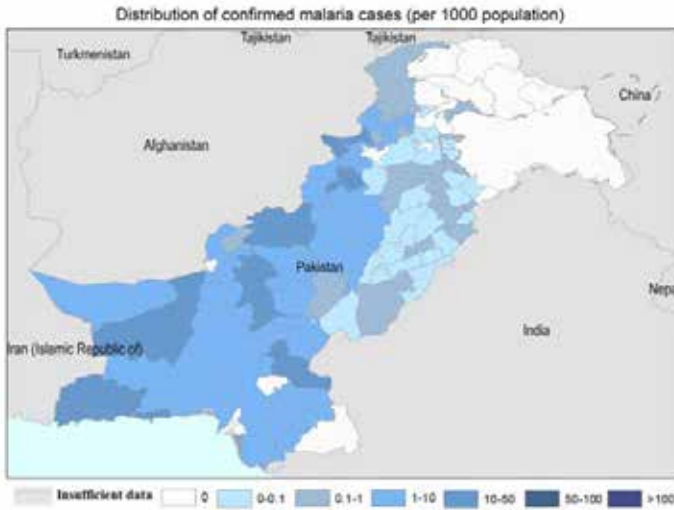 Distribution of confirmed malaria cases (per 1000 population)
Tajikistan
Tajikistan
Turkmenistan
China
Afghanistan
Pakistan
Nepa
India
Iran (Islamic Republic of)
Insufficient data 0 0-0.1 0.1-1 1-10 10-50 50-100 >100